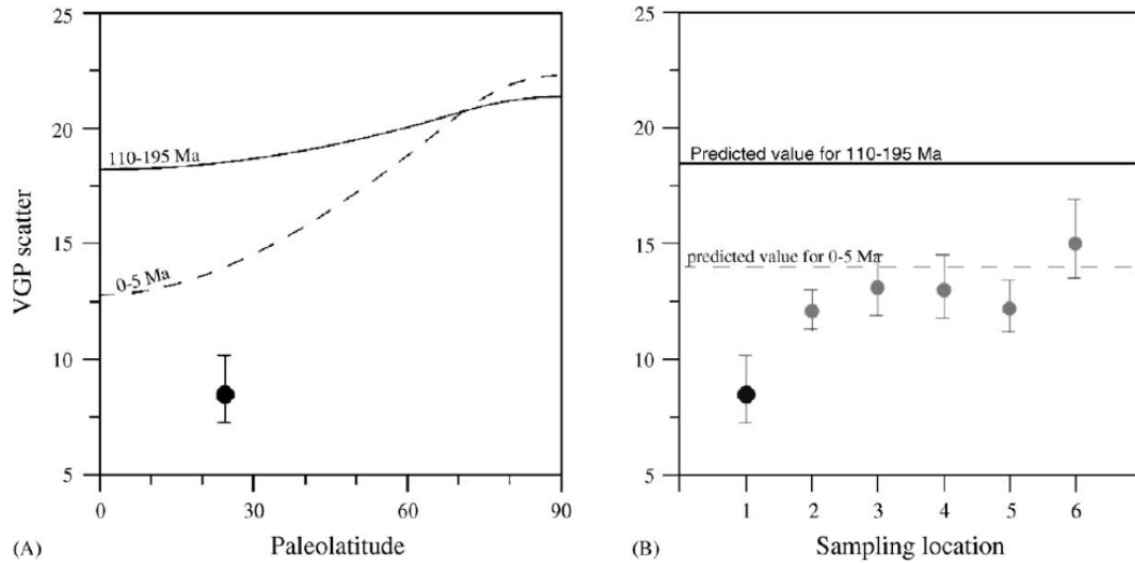 25
20
15
10
5
VGP scatter
110-195 Ma
0-5 Ma
0
30
60
90
(A)
Paleolatitude
25
20
15
10
5
Predicted value for 110-195 Ma
predicted value for 0-5 Ma
1
2
3
4
5
6
(B)
Sampling location